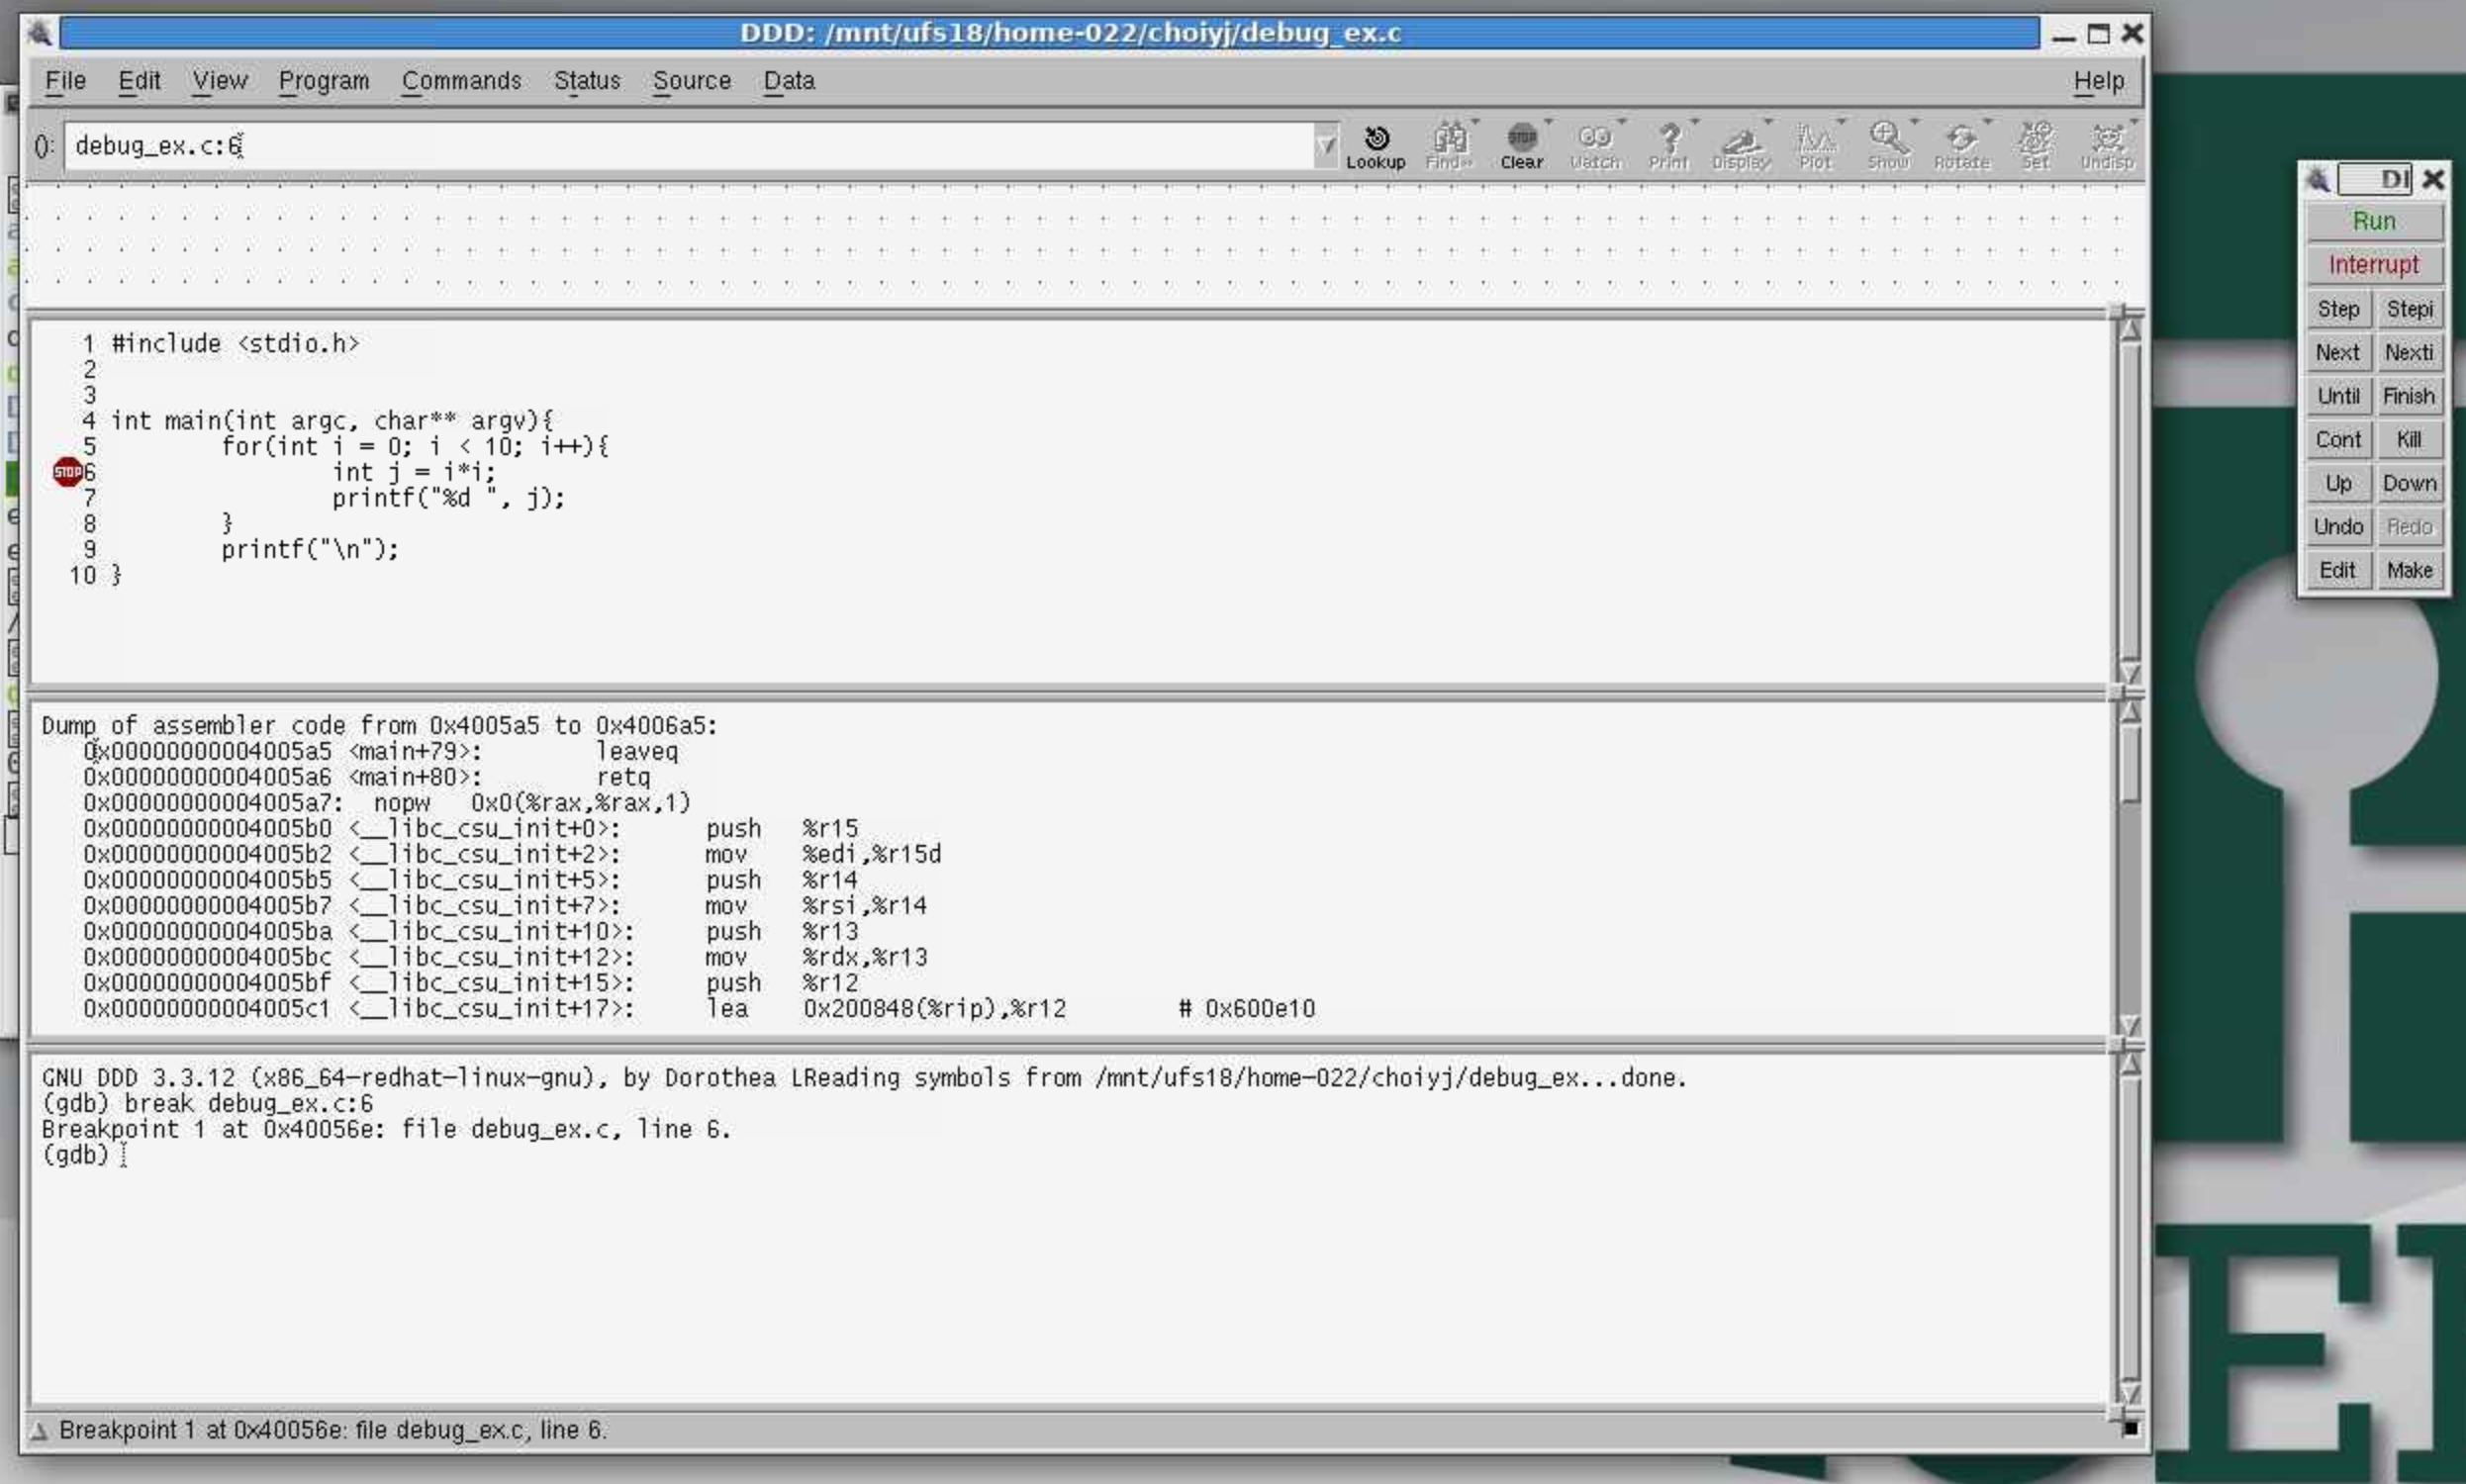 DDD: /mnt/ufs18/home-022/choiyj/debug_ex.c
File Edit View Program Commands Status Source Data Help
(): debug_ex.c:6
Lookup Find» Clear Watch Print Display Plot Show Rotate Set Undisp
1 #include <stdio.h>
2
3
4 int main(int argc, char** argv){
5 for(int i = 0; i < 10; i++){
STOP 6 int j = i*i;
7 printf("%d ", j);
8 }
9 printf("\n");
10 }
Dump of assembler code from 0x4005a5 to 0x4006a5:
0x00000000004005a5 <main+79>: leaveq
0x00000000004005a6 <main+80>: retq
0x00000000004005a7: nopw 0x0(%rax,%rax,1)
0x00000000004005b0 <__libc_csu_init+0>: push %r15
0x00000000004005b2 <__libc_csu_init+2>: mov %edi,%r15d
0x00000000004005b5 <__libc_csu_init+5>: push %r14
0x00000000004005b7 <__libc_csu_init+7>: mov %rsi,%r14
0x00000000004005ba <__libc_csu_init+10>: push %r13
0x00000000004005bc <__libc_csu_init+12>: mov %rdx,%r13
0x00000000004005bf <__libc_csu_init+15>: push %r12
0x00000000004005c1 <__libc_csu_init+17>: lea 0x200848(%rip),%r12 # 0x600e10
GNU DDD 3.3.12 (x86_64-redhat-linux-gnu), by Dorothea LReading symbols from /mnt/ufs18/home-022/choiyj/debug_ex...done.
(gdb) break debug_ex.c:6
Breakpoint 1 at 0x40056e: file debug_ex.c, line 6.
(gdb)
Breakpoint 1 at 0x40056e: file debug_ex.c, line 6.
Run
Interrupt
Step Stepi
Next Nexti
Until Finish
Cont Kill
Up Down
Undo Redo
Edit Make